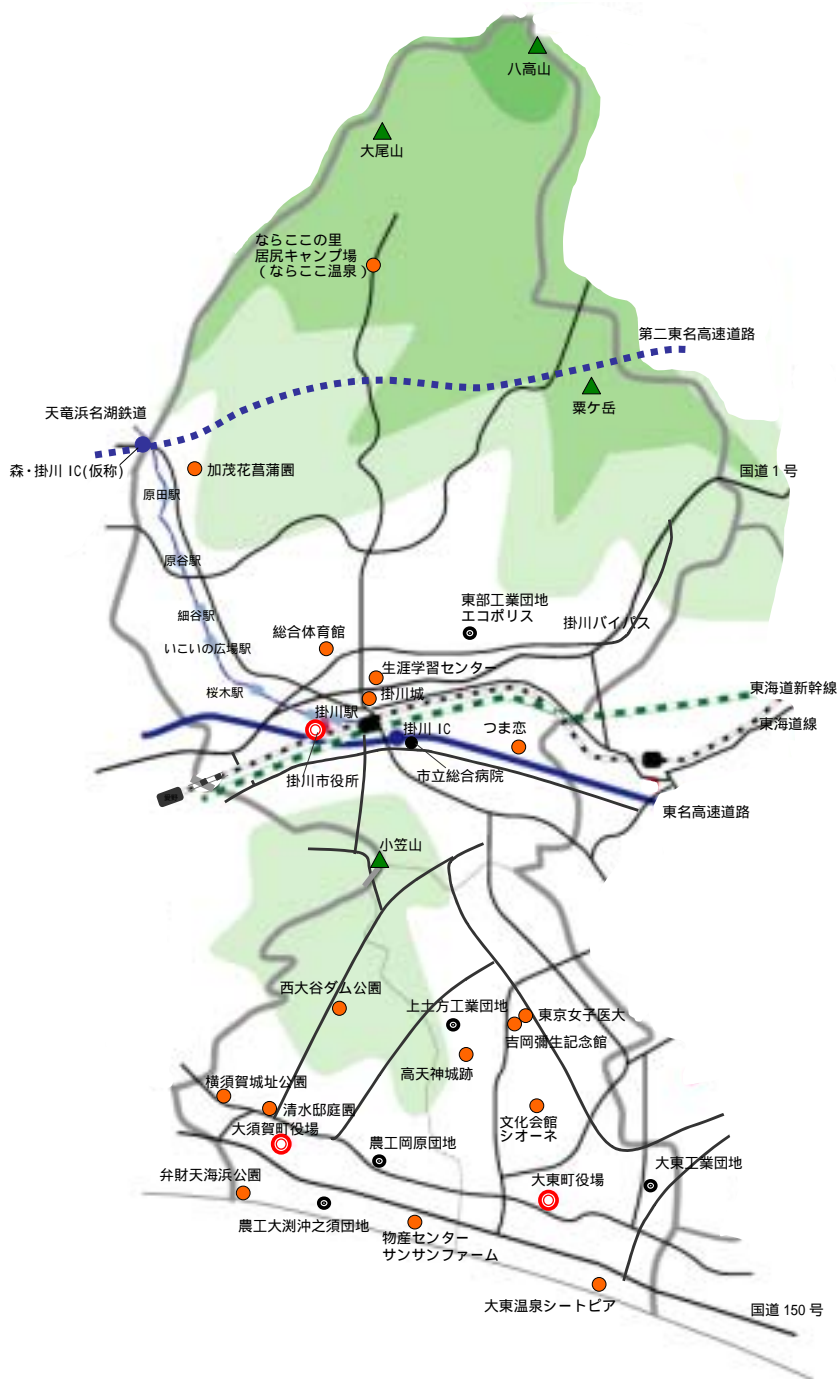 八高山
大尾山
ならここの里
居尻キャンプ場
(ならここ温泉)
第二東名高速道路
粟ケ岳
天竜浜名湖鉄道
森・掛川 IC(仮称)
加茂花菖蒲園
国道 1 号
原田駅
原谷駅
細谷駅
いこいの広場駅
桜木駅
東部工業団地
エコポリス
掛川バイパス
総合体育館
生涯学習センター
掛川城
掛川駅
掛川 IC
つま恋
東海道新幹線
東海道線
掛川市役所
市立総合病院
東名高速道路
小笠山
西大谷ダム公園
上土方工業団地
東京女子医大
吉岡彌生記念館
高天神城跡
横須賀城址公園
清水邸庭園
大須賀町役場
文化会館
シオーネ
農工岡原団地
大東町役場
大東工業団地
弁財天海浜公園
農工大渕沖之須団地
物産センター
サンサンファーム
大東温泉シートピア
国道 150 号